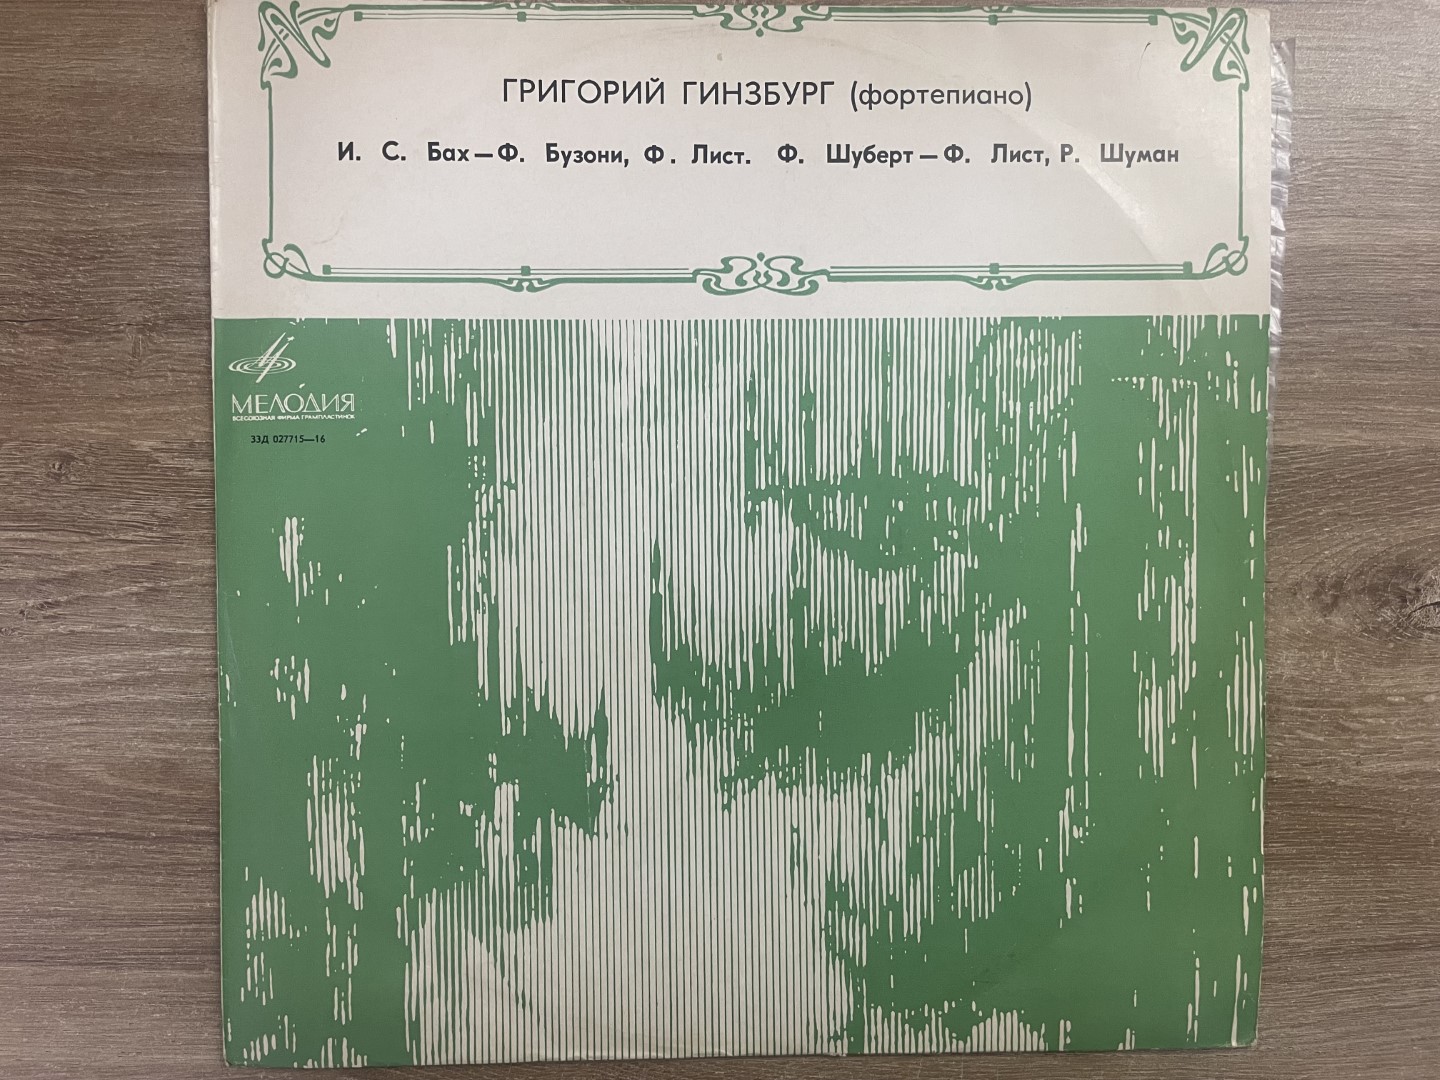 ГРИГОРИЙ ГИНЗБУРГ (фортепиано)
И. С. Бах — Ф. Бузони, Ф. Лист. Ф. Шуберт — Ф. Лист, Р. Шуман
МЕЛОДИЯ
ВСЕСОЮЗНАЯ ФИРМА ГРАМПЛАСТИНОК
33Д 027715—16